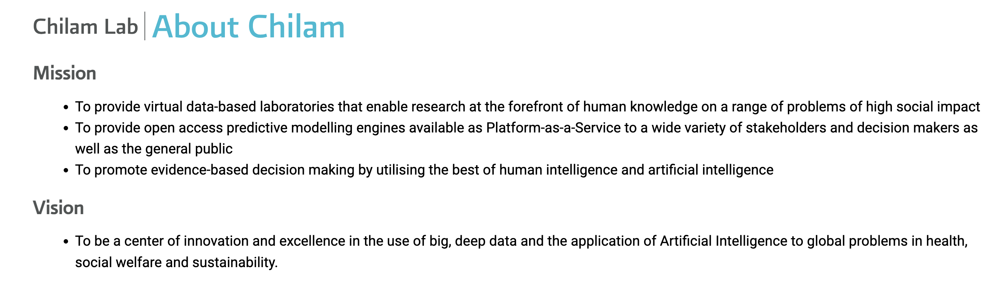 Chilam Lab | About Chilam
Mission
• To provide virtual data-based laboratories that enable research at the forefront of human knowledge on a range of problems of high social impact
• To provide open access predictive modelling engines available as Platform-as-a-Service to a wide variety of stakeholders and decision makers as
well as the general public
• To promote evidence-based decision making by utilising the best of human intelligence and artificial intelligence
Vision
• To be a center of innovation and excellence in the use of big, deep data and the application of Artificial Intelligence to global problems in health,
social welfare and sustainability.